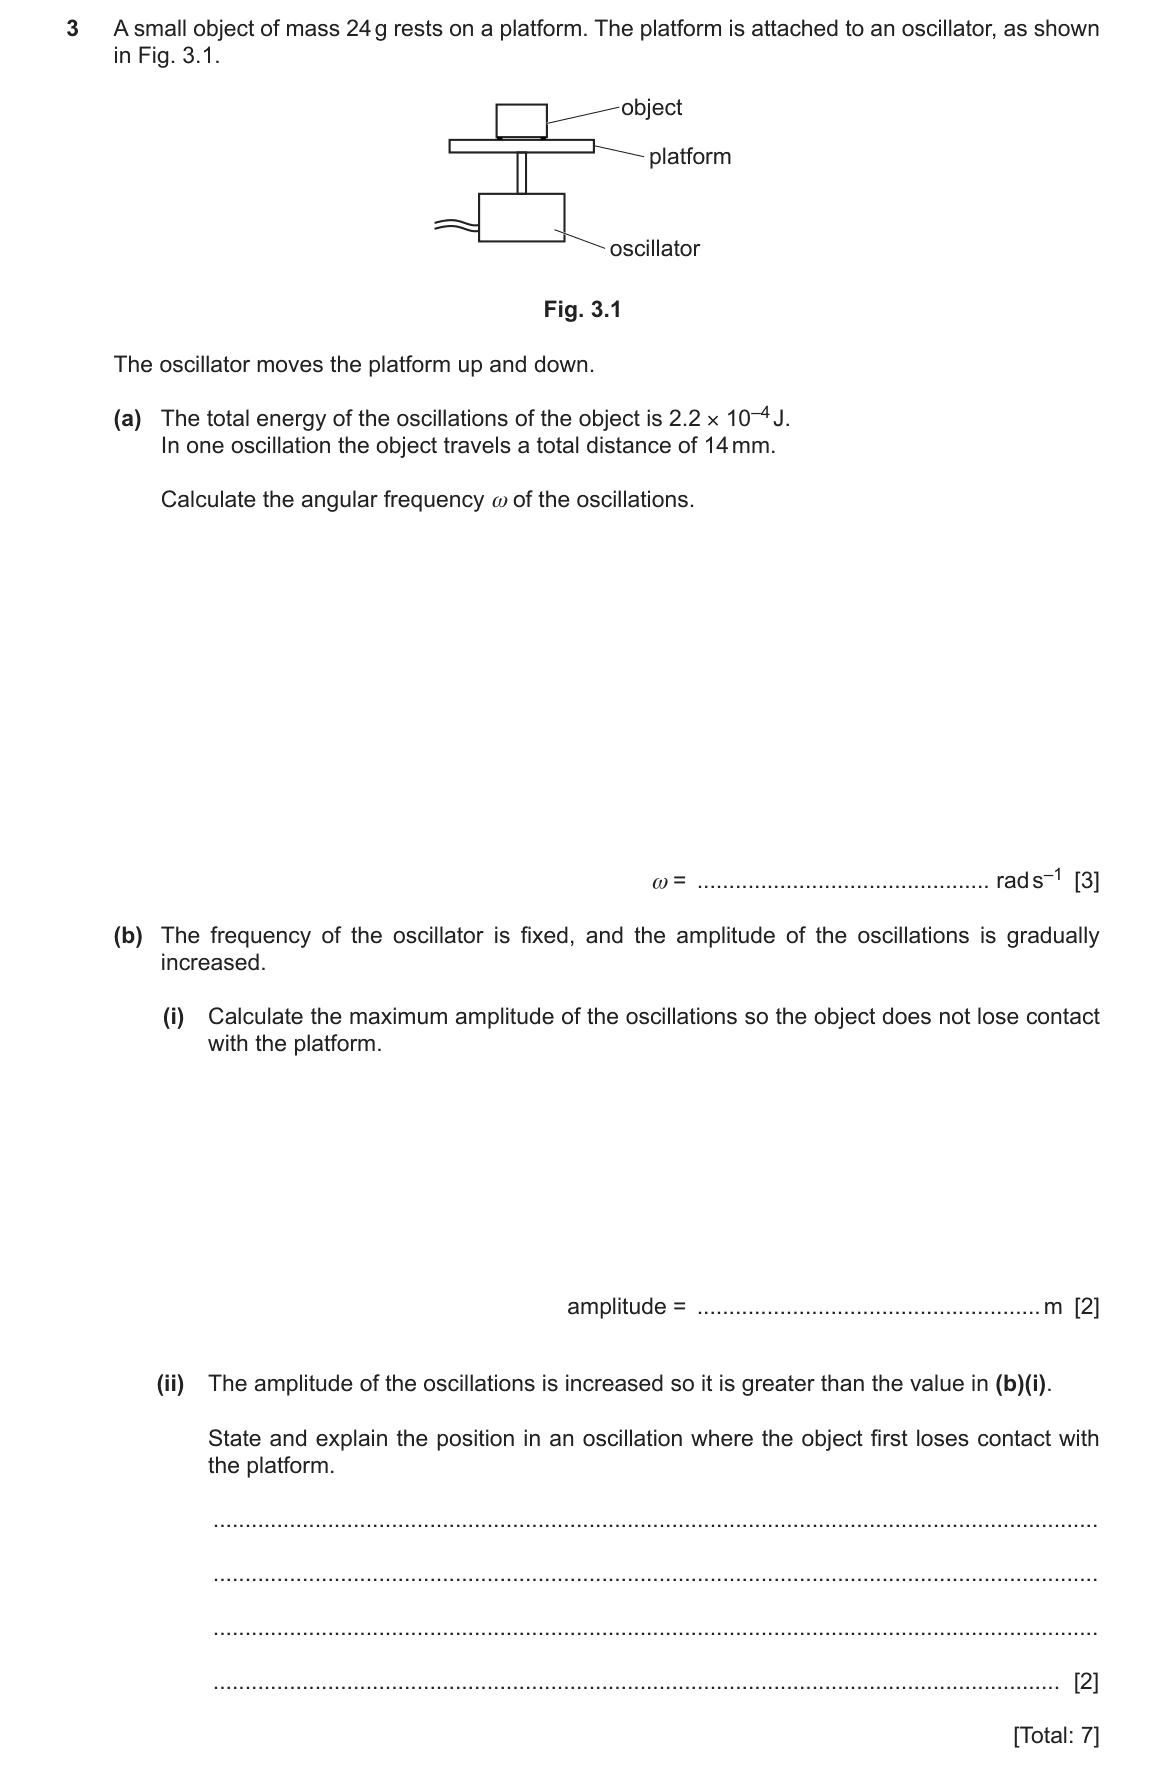 3 A small object of mass 24 g rests on a platform. The platform is attached to an oscillator, as shown
in Fig. 3.1.
object
platform
oscillator
Fig. 3.1
The oscillator moves the platform up and down.
(a) The total energy of the oscillations of the object is 2.2 × 10⁻⁴ J.
In one oscillation the object travels a total distance of 14 mm.
Calculate the angular frequency ω of the oscillations.
ω = .............................................. rad s⁻¹ [3]
(b) The frequency of the oscillator is fixed, and the amplitude of the oscillations is gradually
increased.
(i) Calculate the maximum amplitude of the oscillations so the object does not lose contact
with the platform.
amplitude = ...................................................... m [2]
(ii) The amplitude of the oscillations is increased so it is greater than the value in (b)(i).
State and explain the position in an oscillation where the object first loses contact with
the platform.
..........................................................................................................................................
..........................................................................................................................................
..........................................................................................................................................
.................................................................................................................................... [2]
[Total: 7]